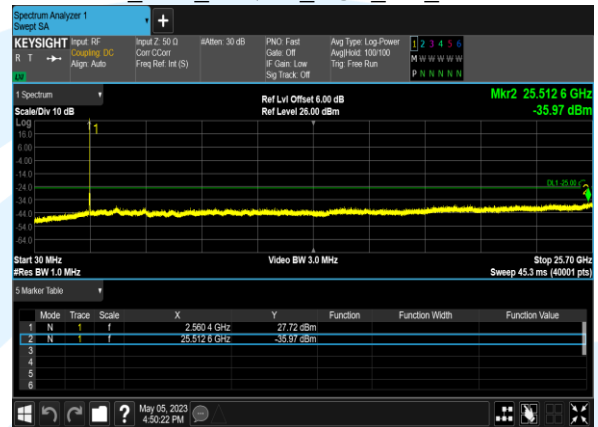 Spectrum Analyzer 1
Swept SA
KEYSIGHT Input: RF Input Z: 50 Ω #Atten: 30 dB PNO: Fast Avg Type: Log-Power 1 2 3 4 5 6
R T Coupling: DC Corr CCorr Gate: Off Avg|Hold: 100/100 M W W W W W
Align: Auto Freq Ref: Int (S) IF Gain: Low Trig: Free Run
Sig Track: Off P N N N N N
LV
1 Spectrum Ref Lvl Offset 6.00 dB Mkr2 25.512 6 GHz
Scale/Div 10 dB Ref Level 26.00 dBm -35.97 dBm
Log
1
16.0
6.00
-4.00
-14.0
-24.0 DL1 -25.00
-34.0
-44.0
-54.0
-64.0
Start 30 MHz Video BW 3.0 MHz Stop 25.70 GHz
#Res BW 1.0 MHz Sweep 45.3 ms (40001 pts)
5 Marker Table
Mode Trace Scale X Y Function Function Width Function Value
1 N 1 f 2.560 4 GHz 27.72 dBm
2 N 1 f 25.512 6 GHz -35.97 dBm
3
4
5
6
? May 05, 2023
4:50:22 PM